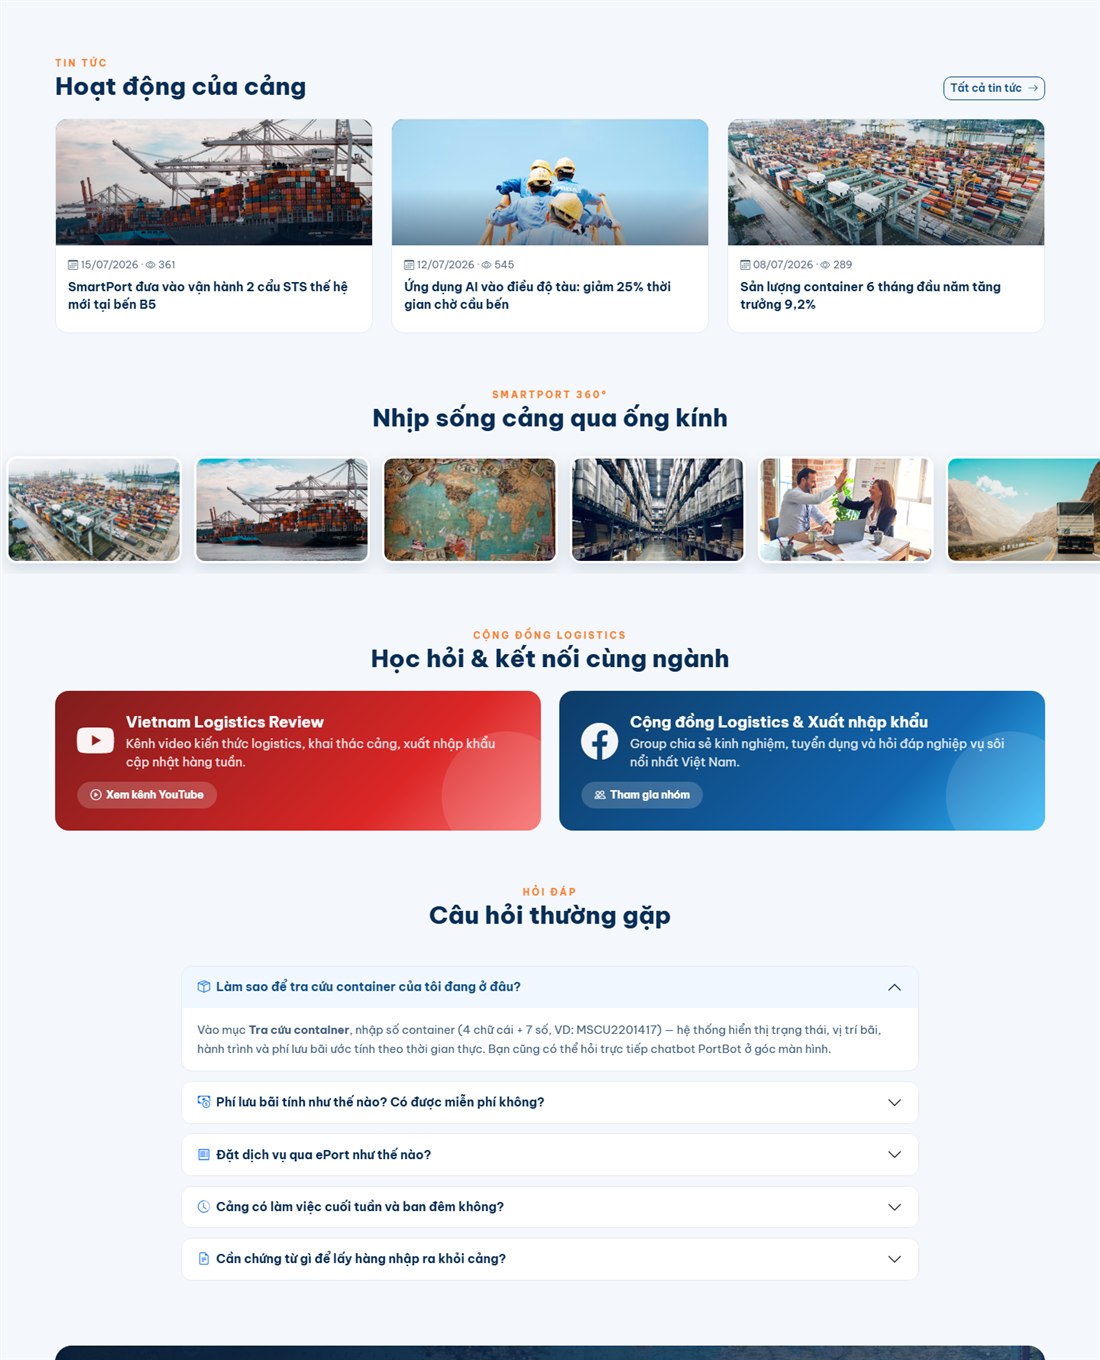 TIN TỨC
Hoạt động của cảng
Tất cả tin tức
15/07/2026 · 361
SmartPort đưa vào vận hành 2 cẩu STS thế hệ
mới tại bến B5
12/07/2026 · 545
Ứng dụng AI vào điều độ tàu: giảm 25% thời
gian chờ cầu bến
08/07/2026 · 289
Sản lượng container 6 tháng đầu năm tăng
trưởng 9,2%
SMARTPORT 360°
Nhịp sống cảng qua ống kính
CỘNG ĐỒNG LOGISTICS
Học hỏi & kết nối cùng ngành
Vietnam Logistics Review
Kênh video kiến thức logistics, khai thác cảng, xuất nhập khẩu
cập nhật hàng tuần.
Xem kênh YouTube
Cộng đồng Logistics & Xuất nhập khẩu
Group chia sẻ kinh nghiệm, tuyển dụng và hỏi đáp nghiệp vụ sôi
nổi nhất Việt Nam.
Tham gia nhóm
HỎI ĐÁP
Câu hỏi thường gặp
Làm sao để tra cứu container của tôi đang ở đâu?
Vào mục Tra cứu container, nhập số container (4 chữ cái + 7 số, VD: MSCU2201417) — hệ thống hiển thị trạng thái, vị trí bãi,
hành trình và phí lưu bãi ước tính theo thời gian thực. Bạn cũng có thể hỏi trực tiếp chatbot PortBot ở góc màn hình.
Phí lưu bãi tính như thế nào? Có được miễn phí không?
Đặt dịch vụ qua ePort như thế nào?
Cảng có làm việc cuối tuần và ban đêm không?
Cần chứng từ gì để lấy hàng nhập ra khỏi cảng?